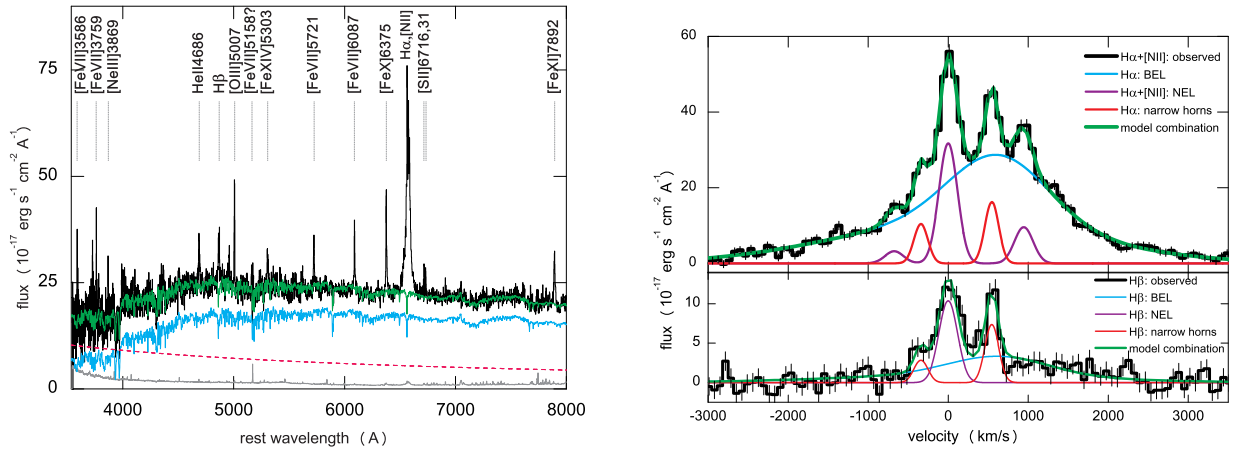 [FeVII]3586
[FeVII]3759
[NeIII]3869
HeII4686
Hβ
[OIII]5007
[FeVII]5158?
[FeXIV]5303
[FeVII]5721
[FeVII]6087
[FeX]6375
Hα,[NII]
[SII]6716,31
[FeXI]7892
75
50
25
0
flux (10⁻¹⁷ erg s⁻¹ cm⁻² A⁻¹)
4000 5000 6000 7000 8000
rest wavelength (A)
60
40
20
0
Hα+[NII]: observed
Hα: BEL
Hα+[NII]: NEL
Hα: narrow horns
model combination
10
5
0
Hβ: observed
Hβ: BEL
Hβ: NEL
Hβ: narrow horns
model combination
flux (10⁻¹⁷ erg s⁻¹ cm⁻² A⁻¹)
-3000 -2000 -1000 0 1000 2000 3000
velocity (km/s)